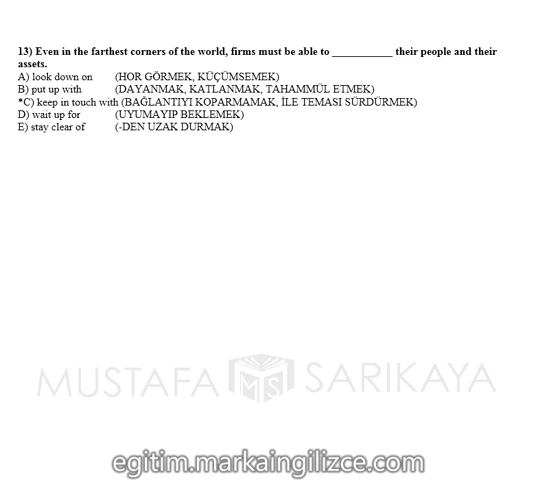 13) Even in the farthest corners of the world, firms must be able to ____________ their people and their
assets.
A) look down on (HOR GÖRMEK, KÜÇÜMSEMEK)
B) put up with (DAYANMAK, KATLANMAK, TAHAMMÜL ETMEK)
*C) keep in touch with (BAĞLANTIYI KOPARMAMAK, İLE TEMASI SÜRDÜRMEK)
D) wait up for (UYUMAYIP BEKLEMEK)
E) stay clear of (-DEN UZAK DURMAK)
MUSTAFA MS SARIKAYA
egitim.markaingilizce.com